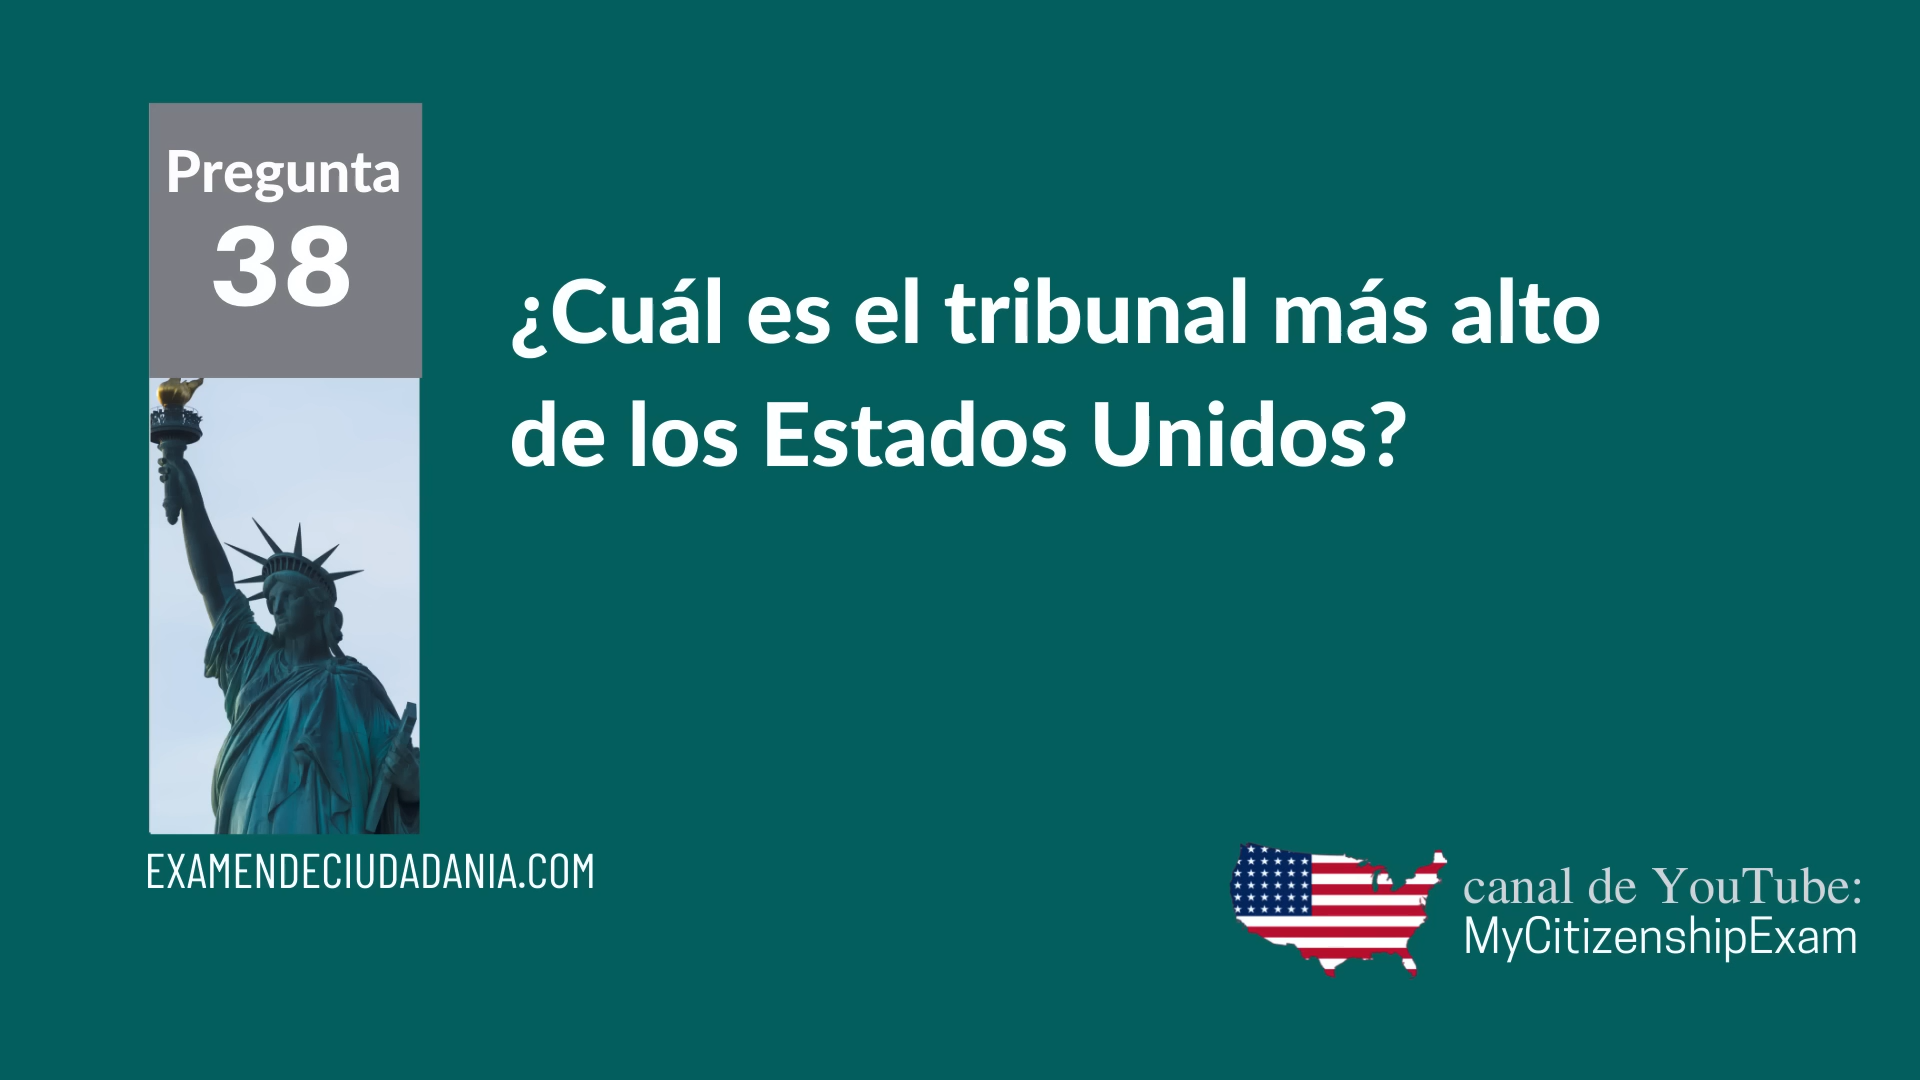 Pregunta
38
¿Cuál es el tribunal más alto
de los Estados Unidos?
EXAMENDECIUDADANIA.COM
canal de YouTube:
MyCitizenshipExam